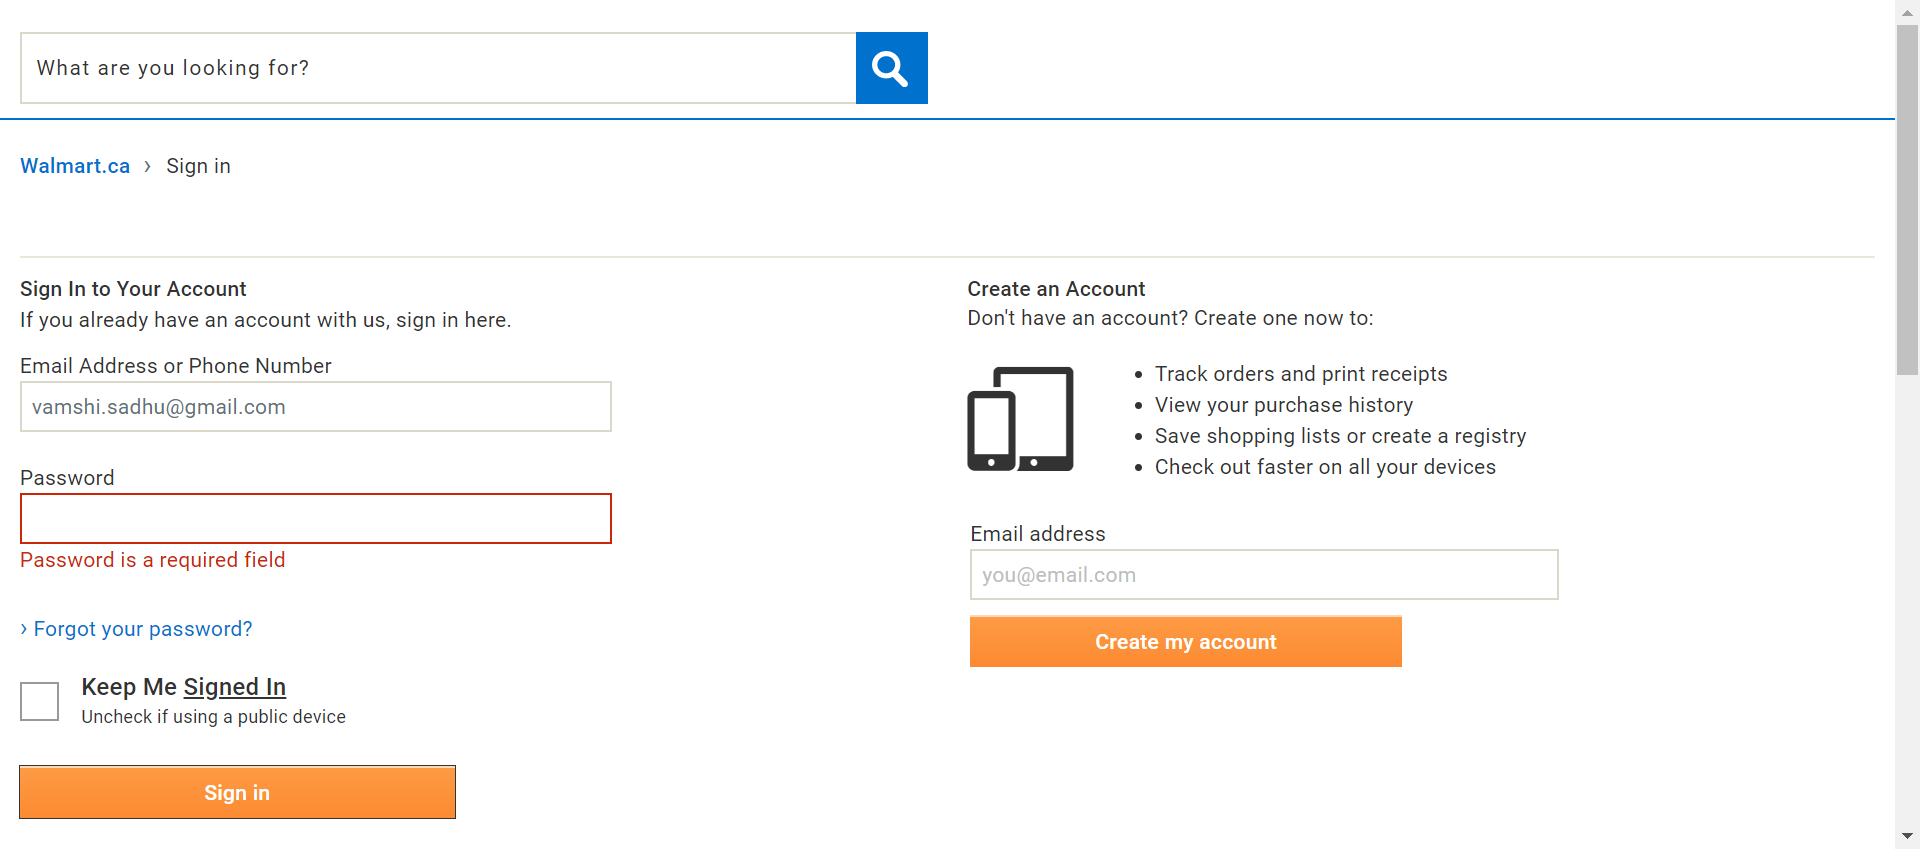 What are you looking for?
Walmart.ca › Sign in
Sign In to Your Account
If you already have an account with us, sign in here.
Email Address or Phone Number
vamshi.sadhu@gmail.com
Password
Password is a required field
› Forgot your password?
Keep Me Signed In
Uncheck if using a public device
Sign in
Create an Account
Don't have an account? Create one now to:
• Track orders and print receipts
• View your purchase history
• Save shopping lists or create a registry
• Check out faster on all your devices
Email address
you@email.com
Create my account